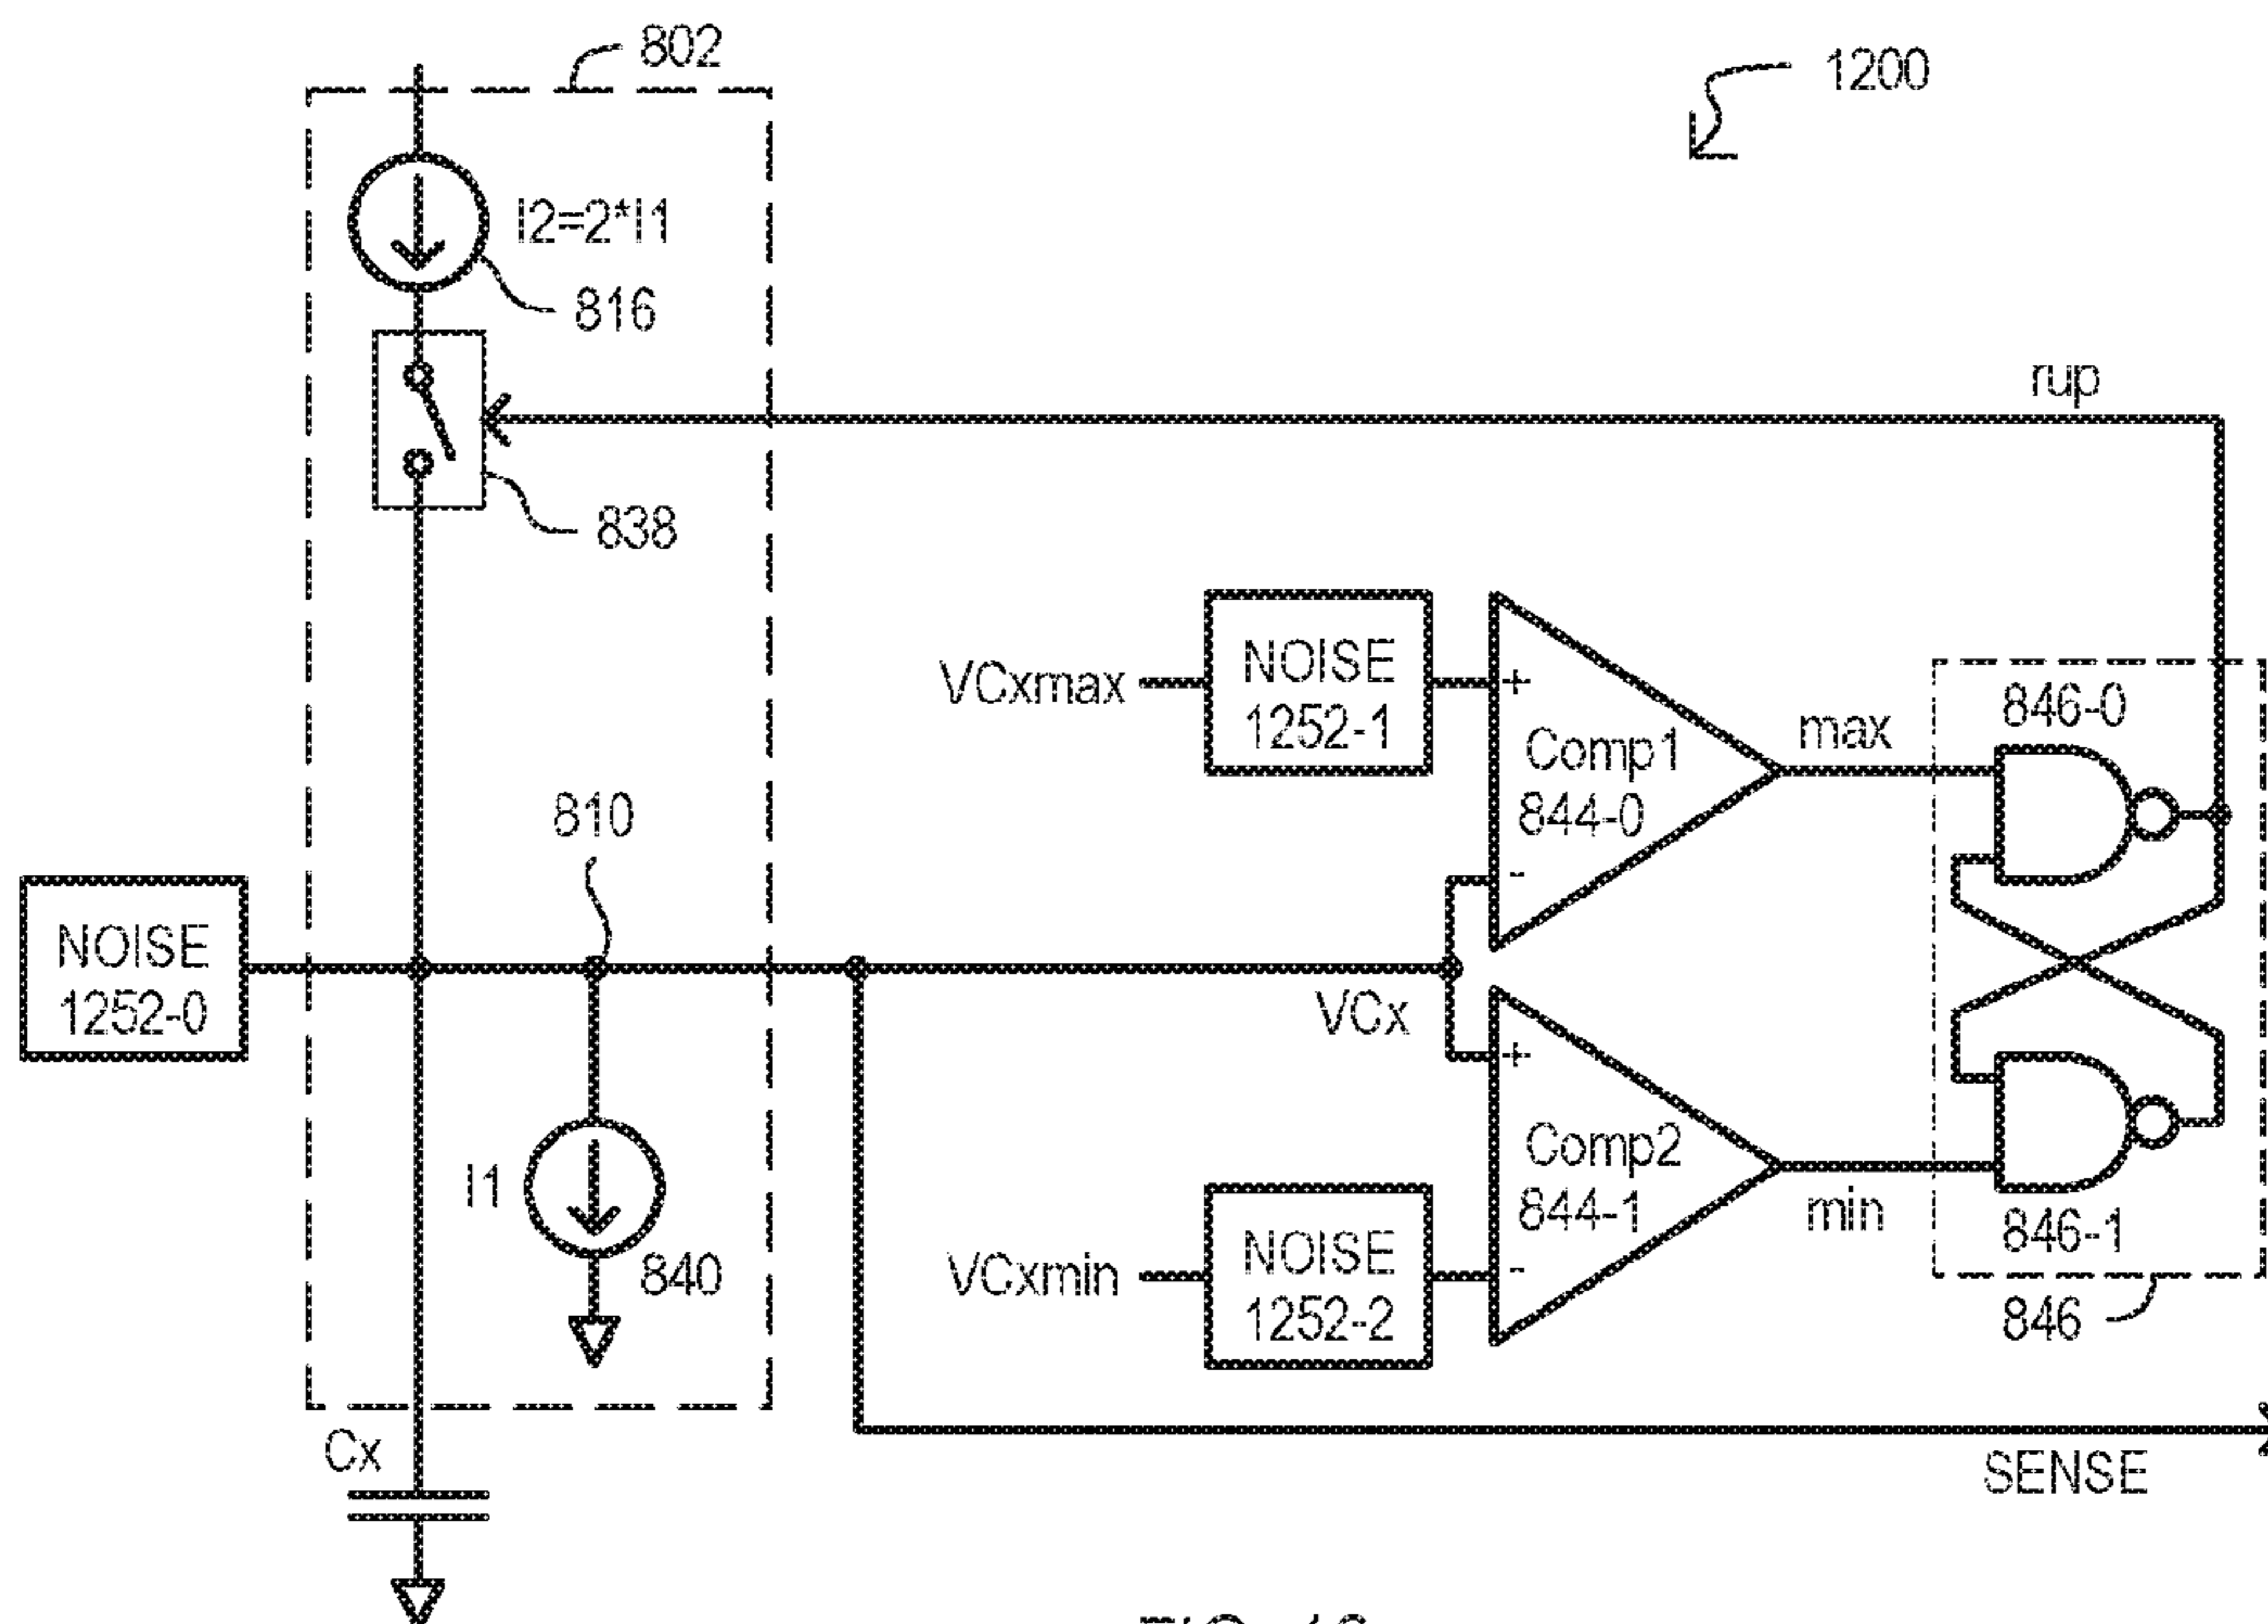 802
1200
I2=2*I1
816
rup
838
VCxmax
NOISE
1252-1
+
Comp1
844-0
-
max
846-0
810
NOISE
1252-0
VCx
+
Comp2
844-1
-
min
846-1
846
I1
840
VCxmin
NOISE
1252-2
Cx
SENSE